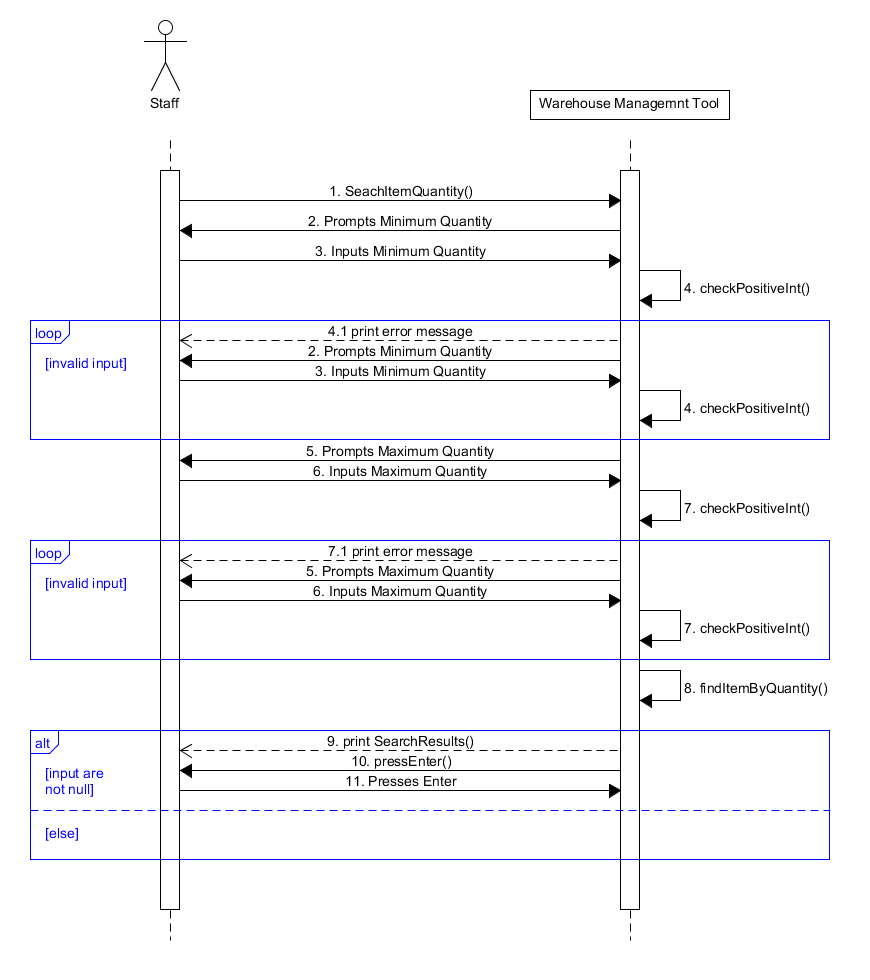 Staff
Warehouse Managemnt Tool
1. SeachItemQuantity()
2. Prompts Minimum Quantity
3. Inputs Minimum Quantity
4. checkPositiveInt()
loop
4.1 print error message
[invalid input]
2. Prompts Minimum Quantity
3. Inputs Minimum Quantity
4. checkPositiveInt()
5. Prompts Maximum Quantity
6. Inputs Maximum Quantity
7. checkPositiveInt()
loop
7.1 print error message
[invalid input]
5. Prompts Maximum Quantity
6. Inputs Maximum Quantity
7. checkPositiveInt()
8. findItemByQuantity()
alt
9. print SearchResults()
10. pressEnter()
[input are
not null]
11. Presses Enter
[else]